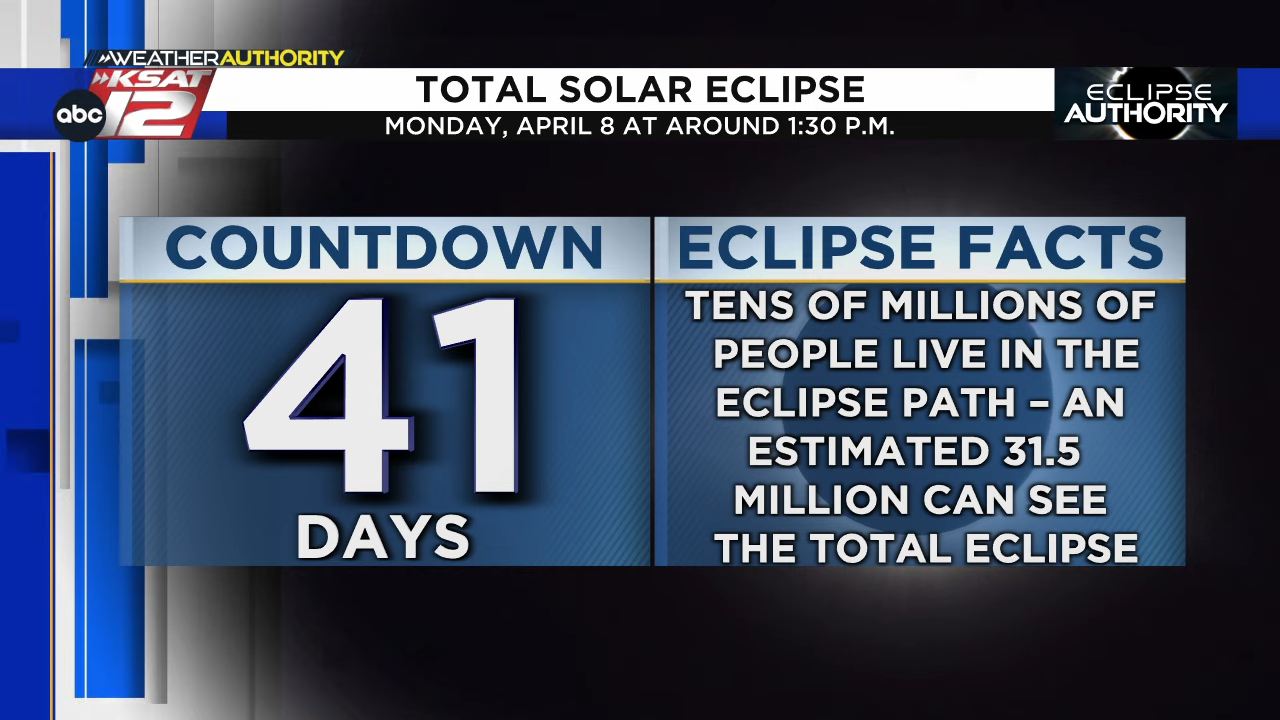 WEATHERAUTHORITY
KSAT
abc 12
TOTAL SOLAR ECLIPSE
MONDAY, APRIL 8 AT AROUND 1:30 P.M.
ECLIPSE
AUTHORITY
COUNTDOWN
41
DAYS
ECLIPSE FACTS
TENS OF MILLIONS OF
PEOPLE LIVE IN THE
ECLIPSE PATH – AN
ESTIMATED 31.5
MILLION CAN SEE
THE TOTAL ECLIPSE